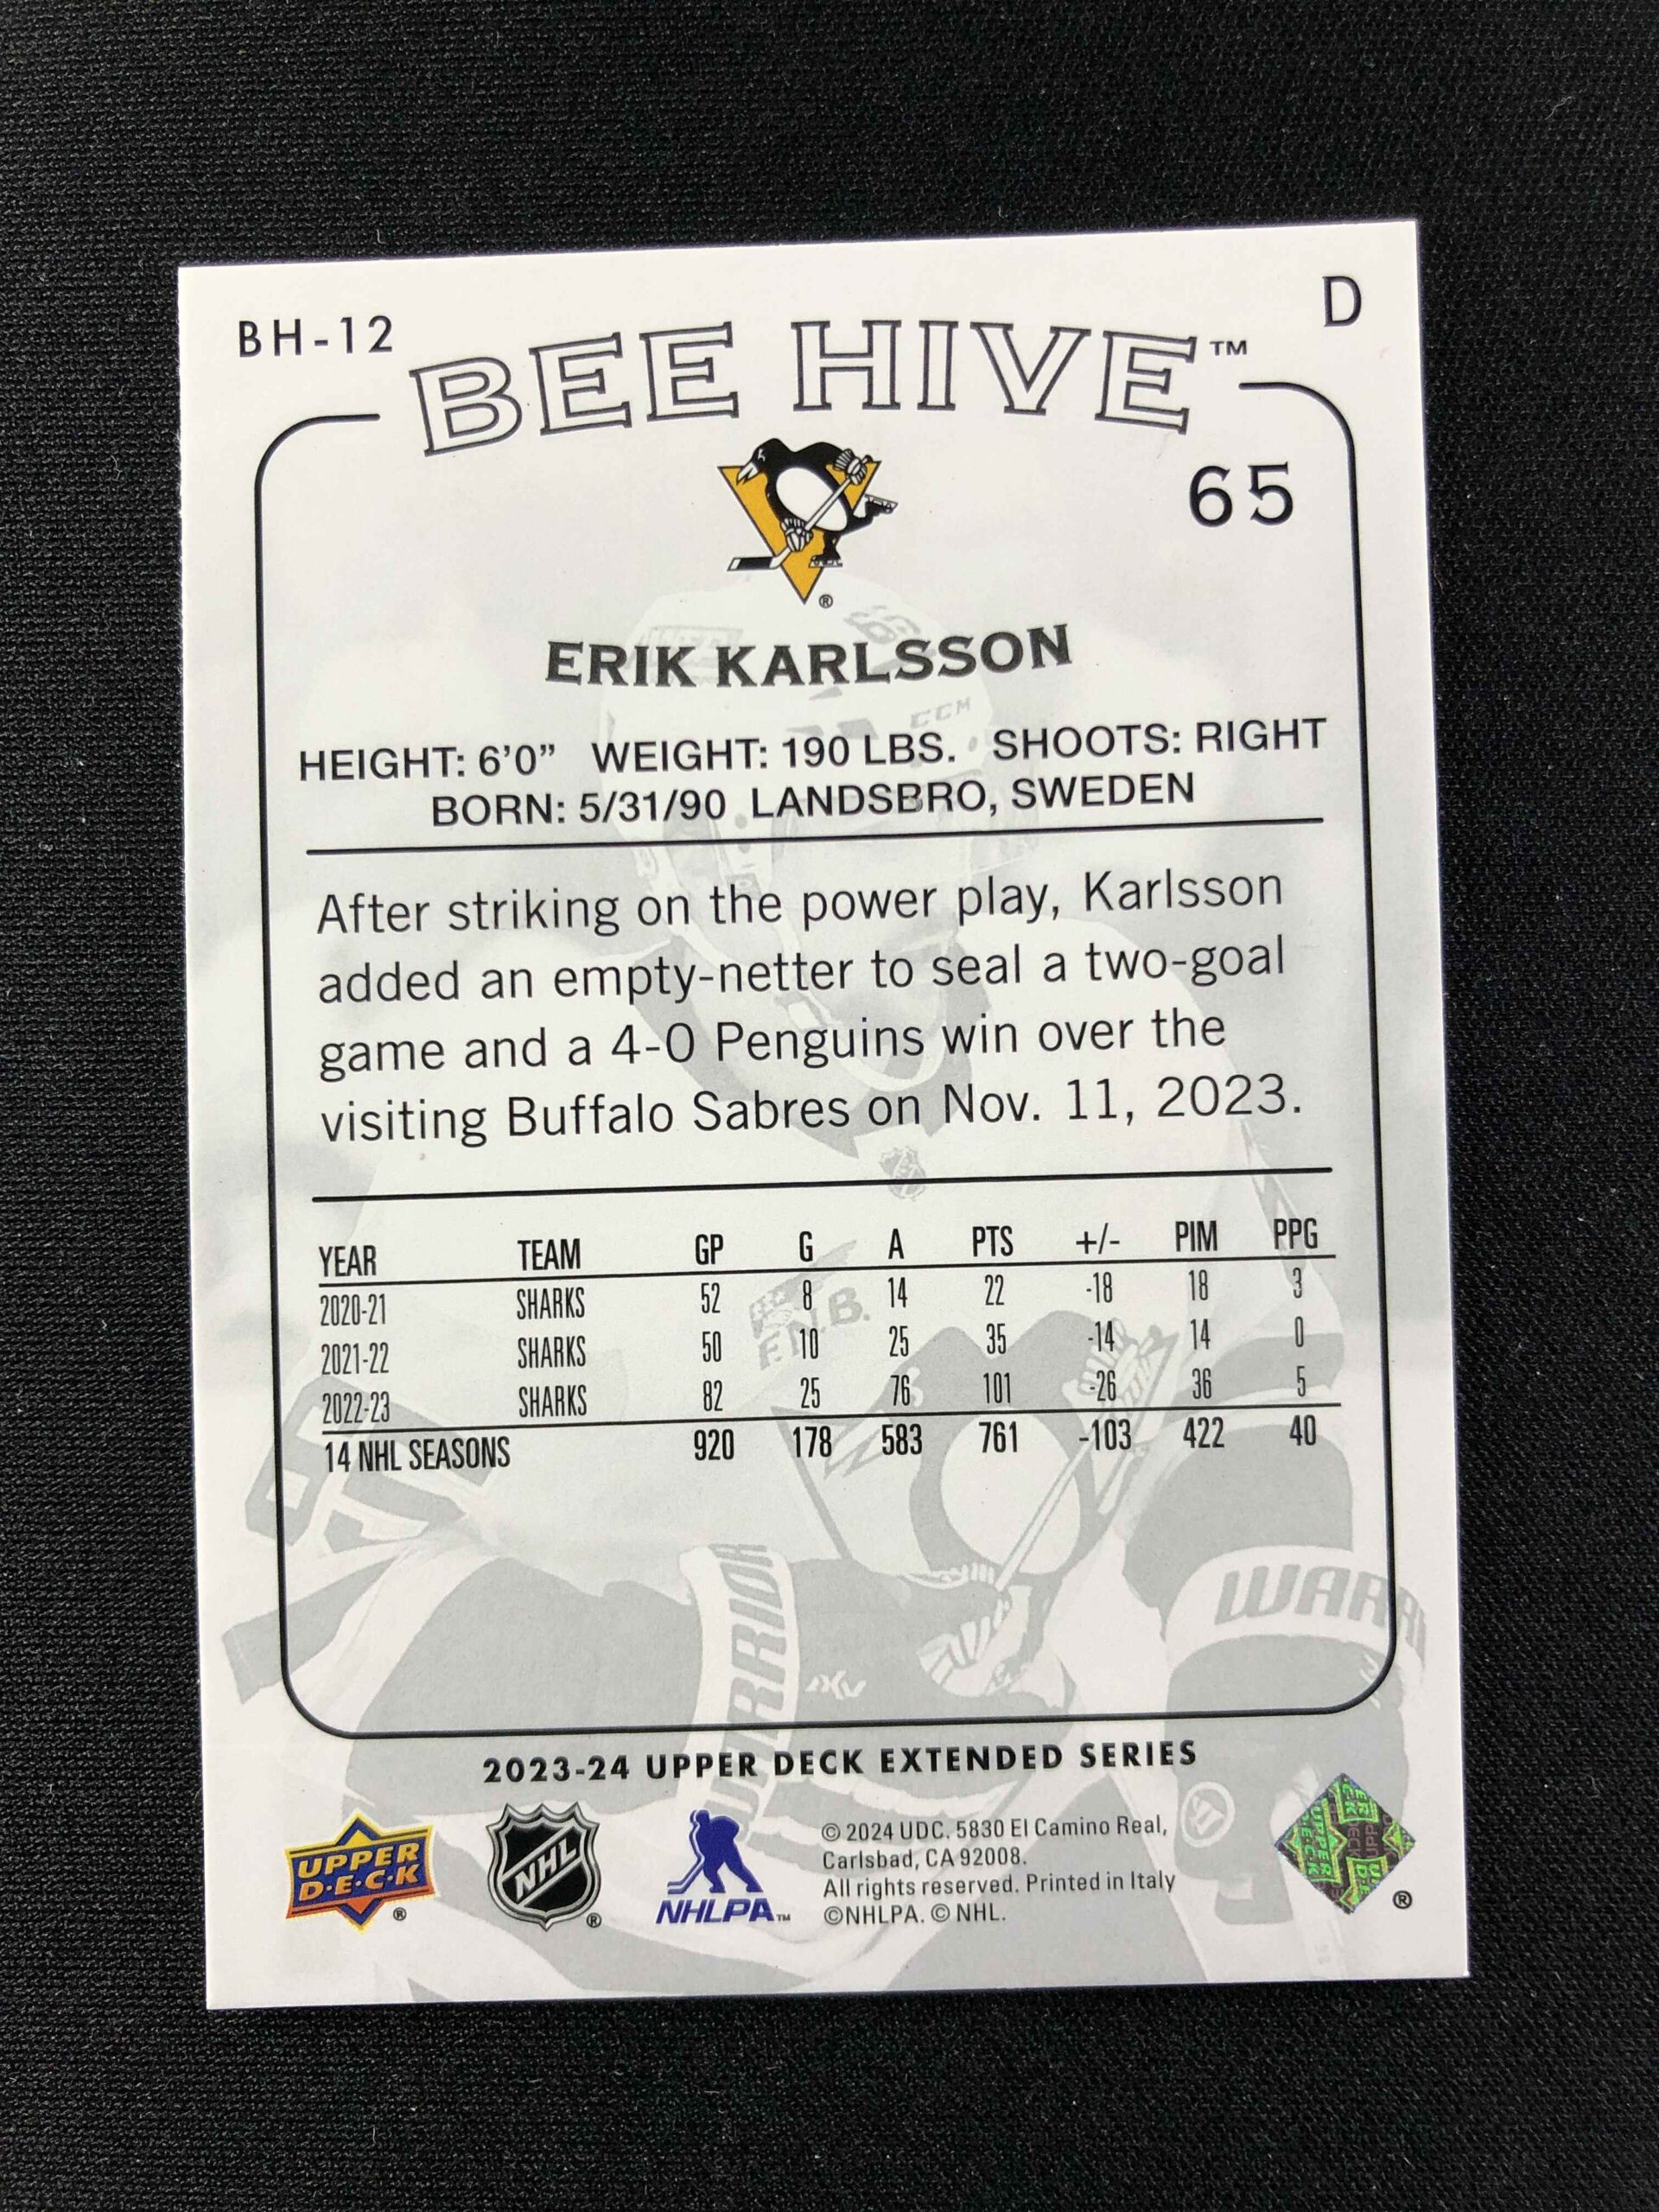 BH-12
D
BEE HIVE™
65
®
ERIK KARLSSON
HEIGHT: 6'0" WEIGHT: 190 LBS. SHOOTS: RIGHT
BORN: 5/31/90 LANDSBRO, SWEDEN
After striking on the power play, Karlsson
added an empty-netter to seal a two-goal
game and a 4-0 Penguins win over the
visiting Buffalo Sabres on Nov. 11, 2023.
YEAR TEAM GP G A PTS +/- PIM PPG
2020-21 SHARKS 52 8 14 22 -18 18 3
2021-22 SHARKS 50 10 25 35 -14 14 0
2022-23 SHARKS 82 25 76 101 -26 36 5
14 NHL SEASONS 920 178 583 761 -103 422 40
CCM
F.N.B.
WARRIOR
WARR
2023-24 UPPER DECK EXTENDED SERIES
UPPER
D·E·C·K
®
NHL
®
NHLPA™
© 2024 UDC. 5830 El Camino Real,
Carlsbad, CA 92008.
All rights reserved. Printed in Italy
©NHLPA. © NHL.
®